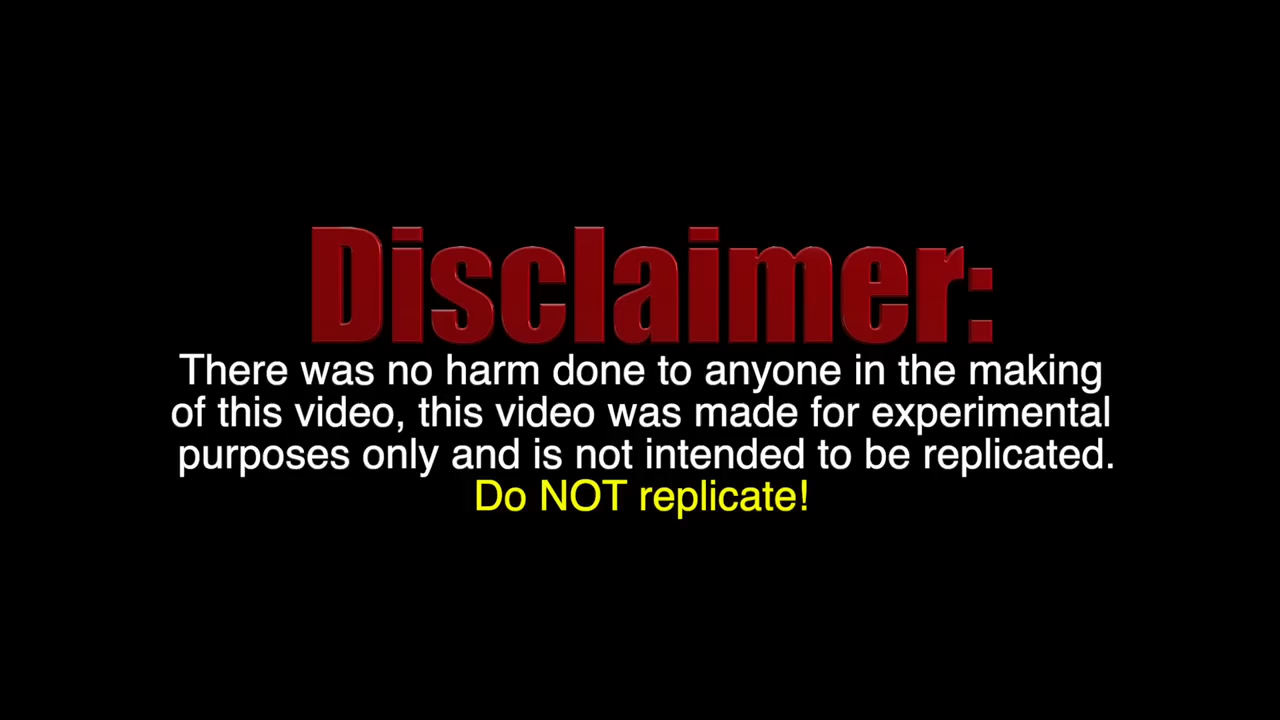 Disclaimer:
There was no harm done to anyone in the making
of this video, this video was made for experimental
purposes only and is not intended to be replicated.
Do NOT replicate!